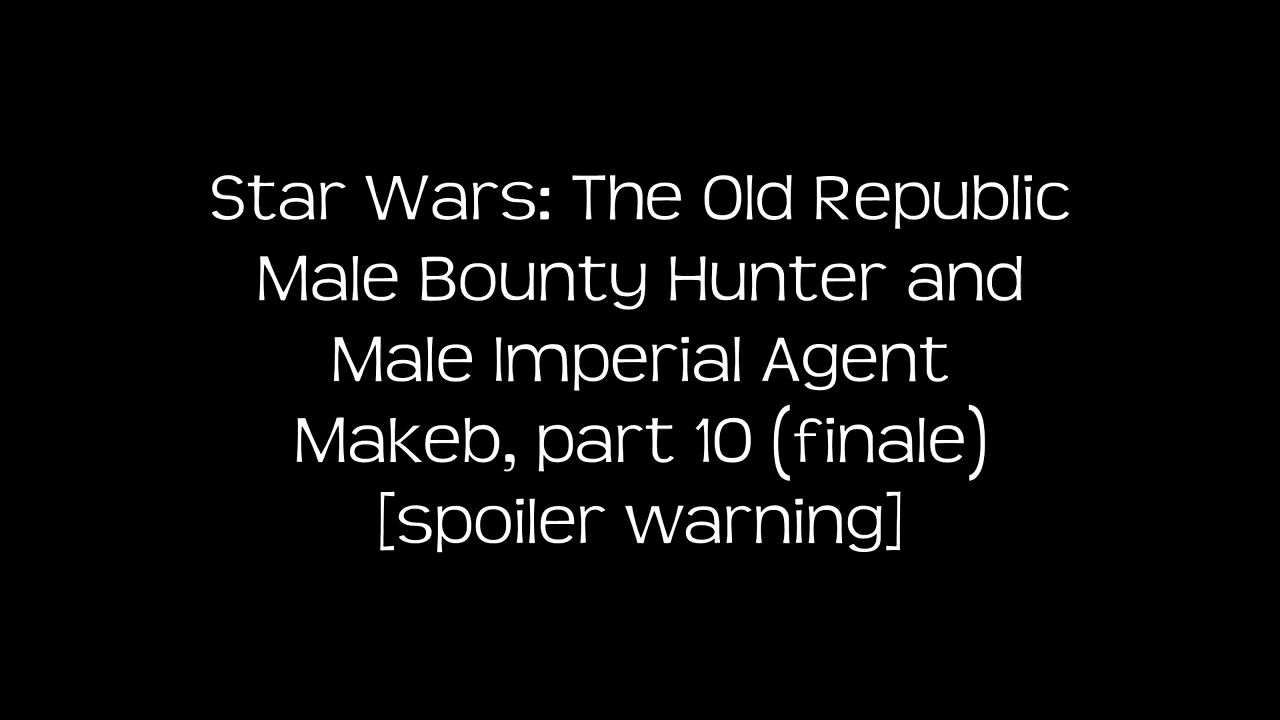 Star Wars: The Old Republic
Male Bounty Hunter and
Male Imperial Agent
Makeb, part 10 (finale)
[spoiler warning]